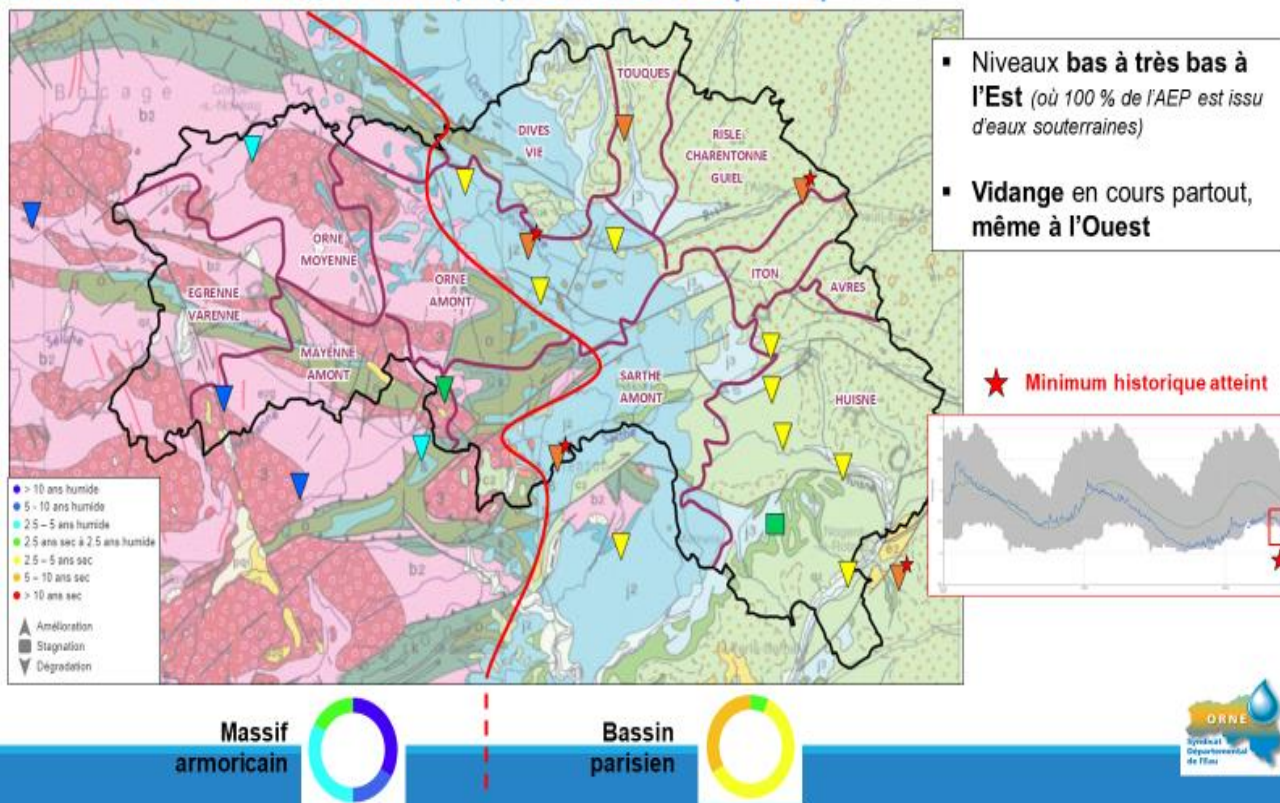 ▪ Niveaux bas à très bas à
l'Est (où 100 % de l'AEP est issu
d'eaux souterraines)
▪ Vidange en cours partout,
même à l'Ouest
Minimum historique atteint
Bocage
b2
TOUQUES
DIVES
VIE
RISLE
CHARENTONNE
GUIEL
ORNE
MOYENNE
ORNE
AMONT
ITON
AVRES
EGRENNE
VARENNE
MAYENNE
AMONT
SARTHE
AMONT
HUISNE
> 10 ans humide
5 - 10 ans humide
2.5 – 5 ans humide
2.5 ans sec à 2.5 ans humide
2.5 – 5 ans sec
5 – 10 ans sec
> 10 ans sec
Amélioration
Stagnation
Dégradation
Massif
armoricain
Bassin
parisien
ORNE
Syndicat
Départemental
de l'Eau